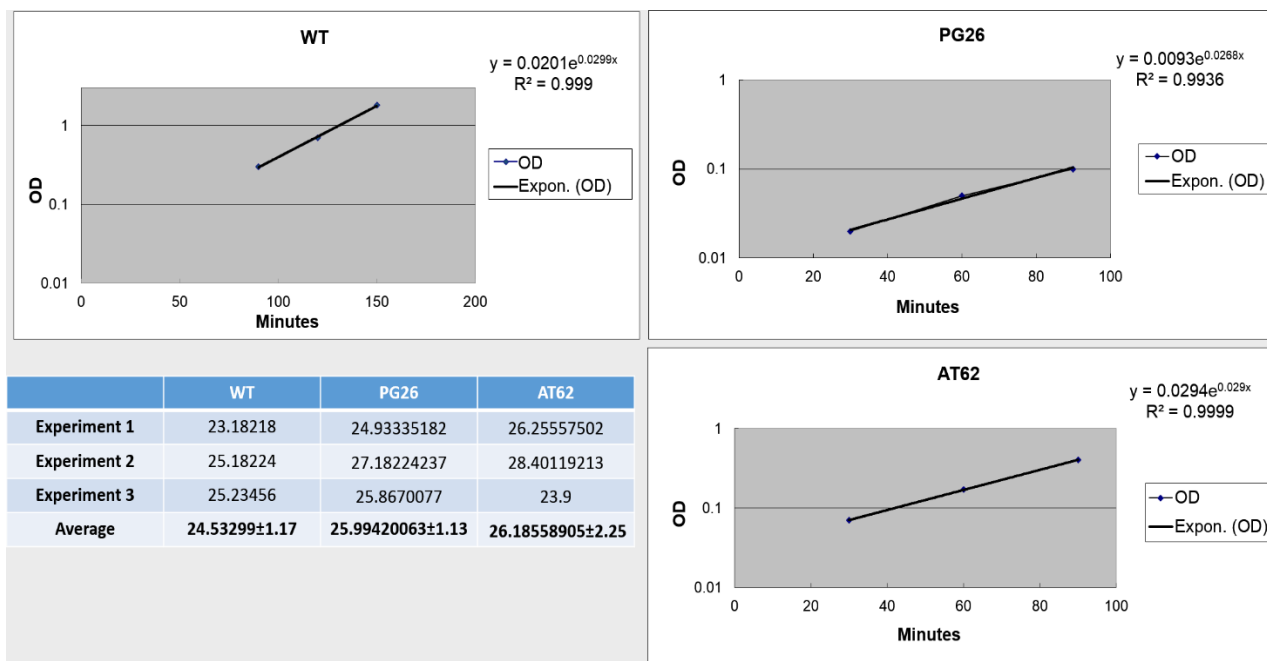 WT
y = 0.0201e^0.0299x
R² = 0.999
1
0.1
0.01
OD
0
50
100
150
200
Minutes
OD
Expon. (OD)
PG26
y = 0.0093e^0.0268x
R² = 0.9936
1
0.1
0.01
OD
0
20
40
60
80
100
Minutes
OD
Expon. (OD)
WT PG26 AT62
Experiment 1 23.18218 24.93335182 26.25557502
Experiment 2 25.18224 27.18224237 28.40119213
Experiment 3 25.23456 25.8670077 23.9
Average 24.53299±1.17 25.99420063±1.13 26.18558905±2.25
AT62
y = 0.0294e^0.029x
R² = 0.9999
1
0.1
0.01
OD
0
20
40
60
80
100
Minutes
OD
Expon. (OD)